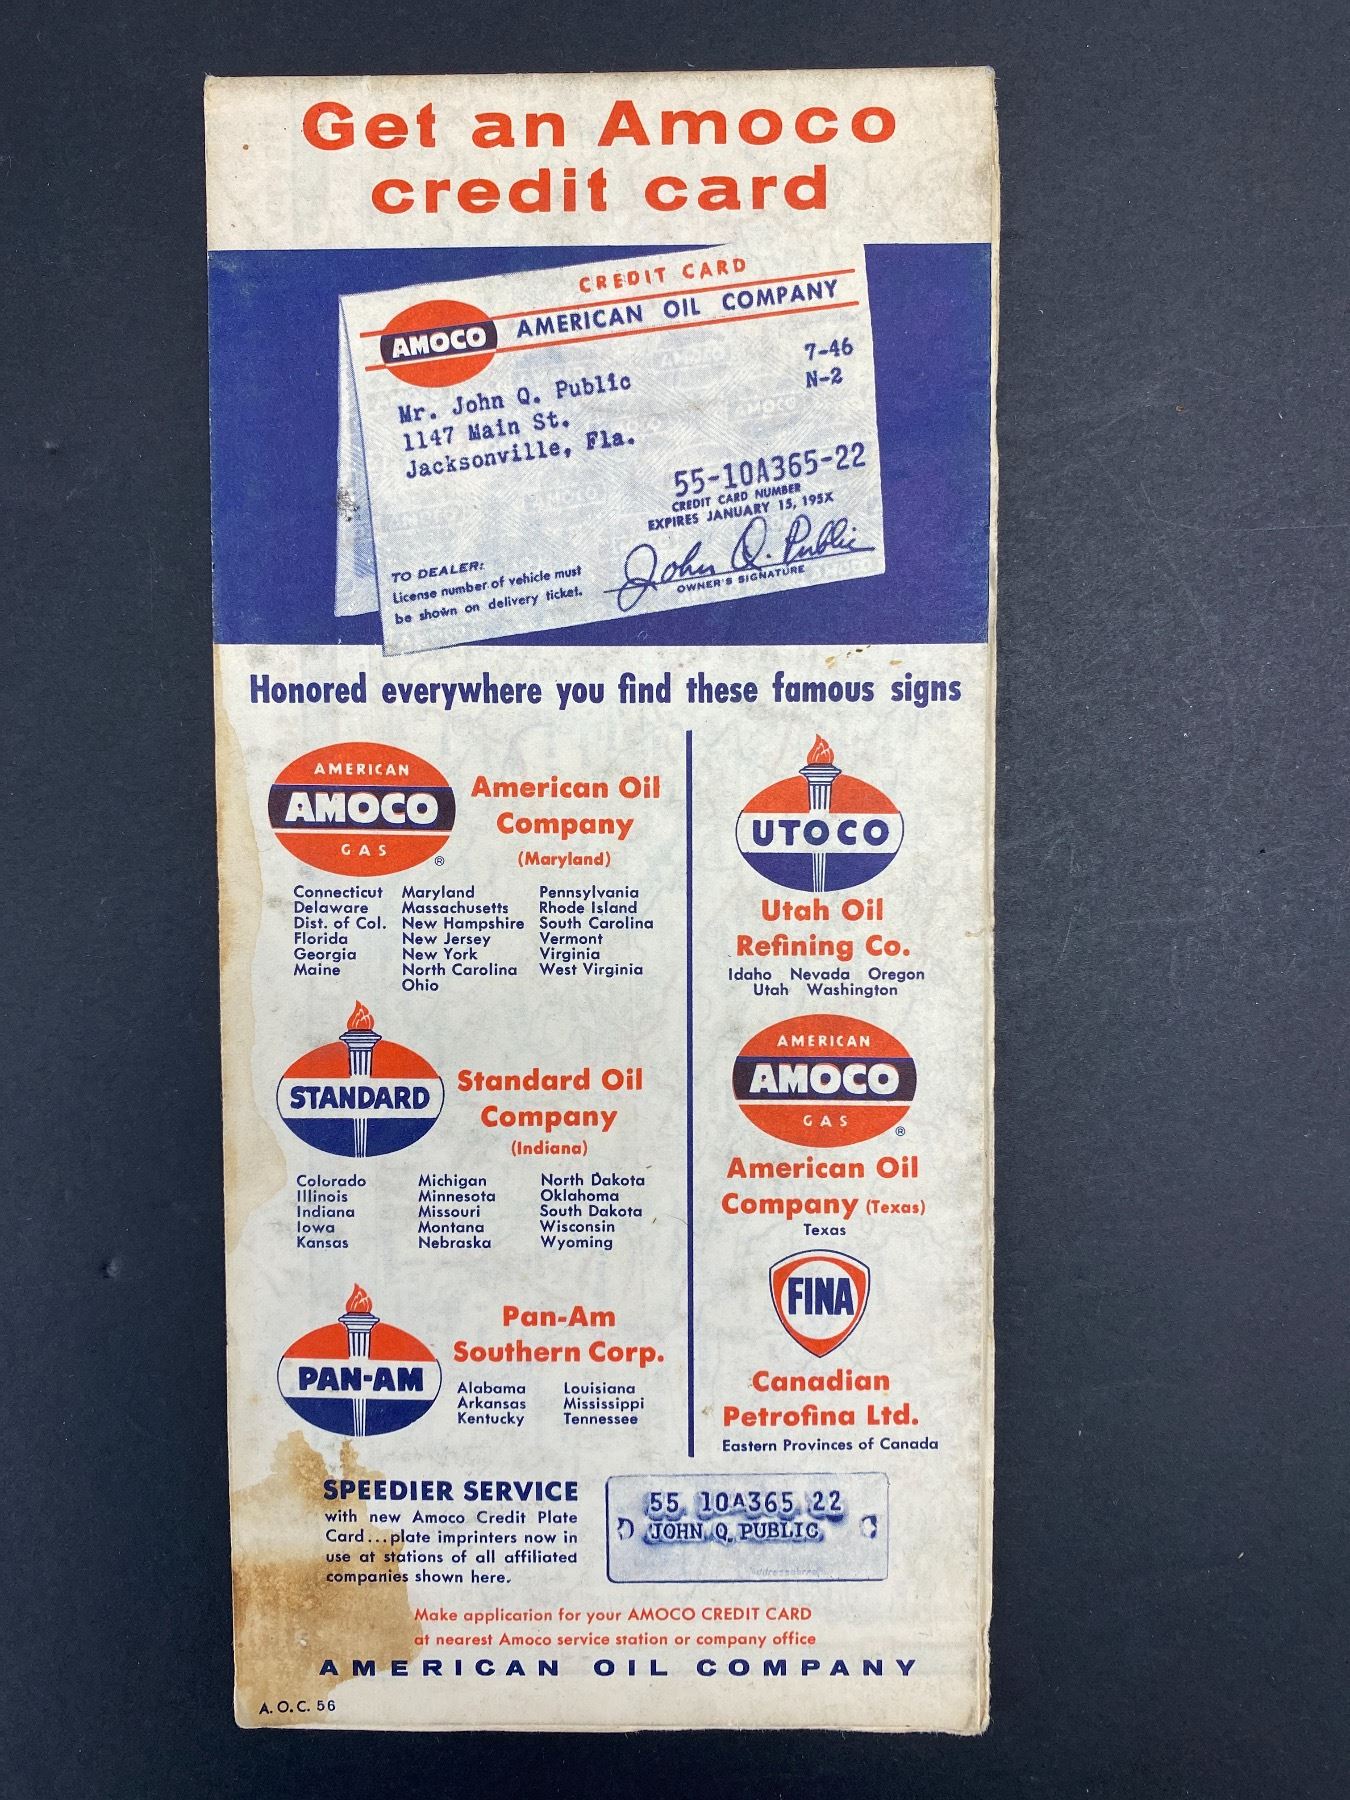 Get an Amoco
credit card
CREDIT CARD
AMOCO AMERICAN OIL COMPANY
7-46
N-2
Mr. John Q. Public
1147 Main St.
Jacksonville, Fla.
55-10A365-22
CREDIT CARD NUMBER
EXPIRES JANUARY 15, 195X
John Q. Public
OWNER'S SIGNATURE
TO DEALER:
License number of vehicle must
be shown on delivery ticket.
Honored everywhere you find these famous signs
AMERICAN
AMOCO
GAS
®
American Oil
Company
(Maryland)
Connecticut Maryland Pennsylvania
Delaware Massachusetts Rhode Island
Dist. of Col. New Hampshire South Carolina
Florida New Jersey Vermont
Georgia New York Virginia
Maine North Carolina West Virginia
Ohio
STANDARD
Standard Oil
Company
(Indiana)
Colorado Michigan North Dakota
Illinois Minnesota Oklahoma
Indiana Missouri South Dakota
Iowa Montana Wisconsin
Kansas Nebraska Wyoming
PAN-AM
Pan-Am
Southern Corp.
Alabama Louisiana
Arkansas Mississippi
Kentucky Tennessee
UTOCO
Utah Oil
Refining Co.
Idaho Nevada Oregon
Utah Washington
AMERICAN
AMOCO
GAS
®
American Oil
Company (Texas)
Texas
FINA
Canadian
Petrofina Ltd.
Eastern Provinces of Canada
SPEEDIER SERVICE
with new Amoco Credit Plate
Card...plate imprinters now in
use at stations of all affiliated
companies shown here.
55 10A365 22
JOHN Q. PUBLIC
Make application for your AMOCO CREDIT CARD
at nearest Amoco service station or company office
AMERICAN OIL COMPANY
A.O.C. 56